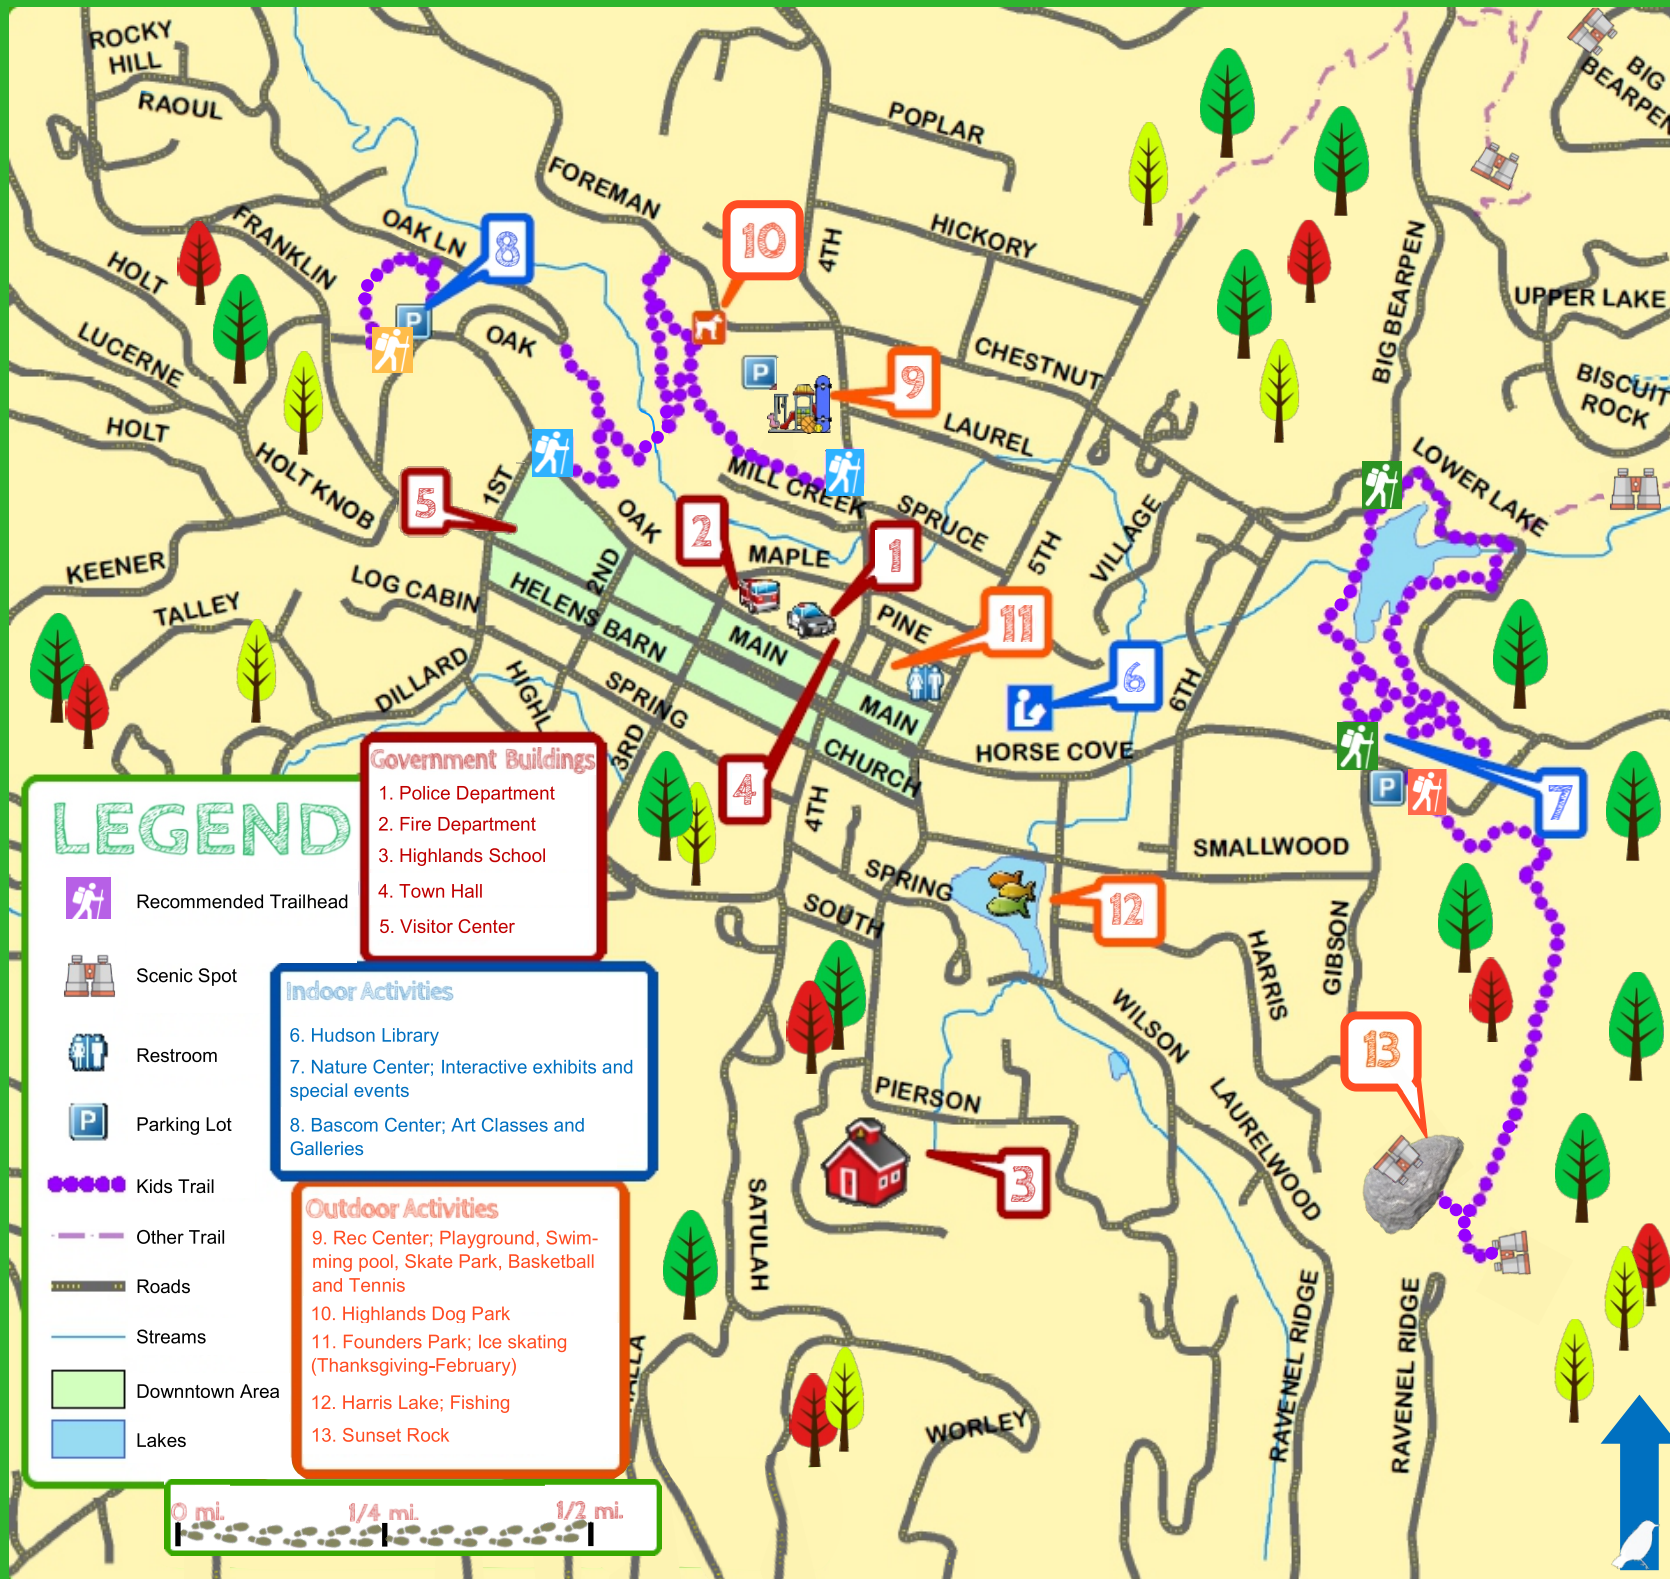 ROCKY
HILL
RAOUL
POPLAR
BIG
BEARPEN
FOREMAN
FRANKLIN
OAK LN
8
10
4TH
HICKORY
HOLT
BIG BEARPEN
UPPER LAKE
LUCERNE
P
OAK
P
9
CHESTNUT
BISCUIT
ROCK
HOLT
LAUREL
HOLT KNOB
5
1ST
MILL CREEK
LOWER LAKE
OAK
SPRUCE
2
1
5TH
VILLAGE
KEENER
MAPLE
LOG CABIN
2ND
TALLEY
HELENS BARN
PINE
11
MAIN
DILLARD
HIGHL
SPRING
6
6TH
MAIN
3RD
HORSE COVE
CHURCH
4
4TH
P
7
SMALLWOOD
SPRING
SOUTH
12
HARRIS
GIBSON
WILSON
13
PIERSON
LAURELWOOD
3
SATULAH
RAVENEL RIDGE
RAVENEL RIDGE
WORLEY
ALLA
LEGEND
Recommended Trailhead
Scenic Spot
Restroom
P
Parking Lot
Kids Trail
Other Trail
Roads
Streams
Downntown Area
Lakes
Government Buildings
1. Police Department
2. Fire Department
3. Highlands School
4. Town Hall
5. Visitor Center
Indoor Activities
6. Hudson Library
7. Nature Center; Interactive exhibits and
special events
8. Bascom Center; Art Classes and
Galleries
Outdoor Activities
9. Rec Center; Playground, Swim-
ming pool, Skate Park, Basketball
and Tennis
10. Highlands Dog Park
11. Founders Park; Ice skating
(Thanksgiving-February)
12. Harris Lake; Fishing
13. Sunset Rock
0 mi.
1/4 mi.
1/2 mi.